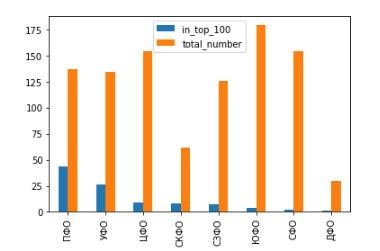 in_top_100
total_number
175
150
125
100
75
50
25
0
ПФО
УФО
ЦФО
СКФО
СЗФО
ЮФО
СФО
ДФО